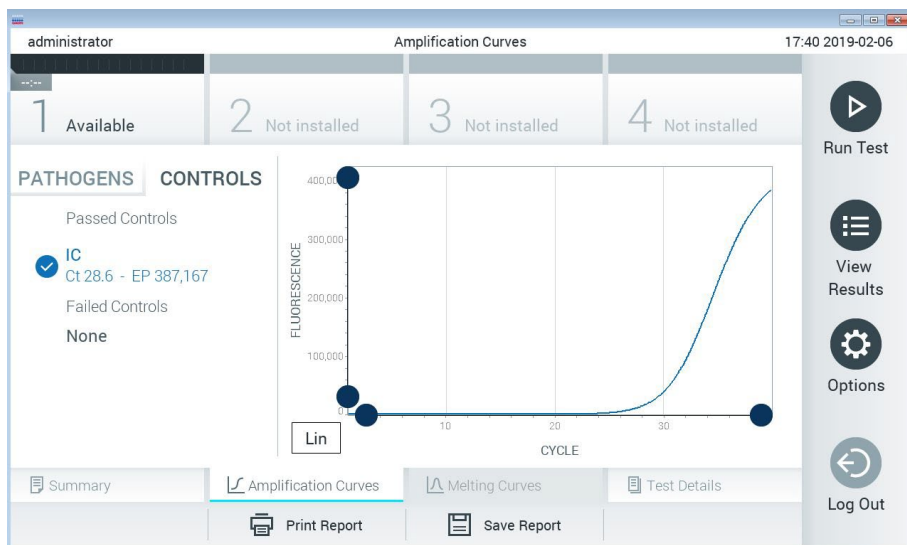 administrator
Amplification Curves
17:40 2019-02-06
--:--
1 Available
2 Not installed
3 Not installed
4 Not installed
Run Test
PATHOGENS
CONTROLS
Passed Controls
IC
Ct 28.6 - EP 387,167
Failed Controls
None
400,00
300,000
200,000
100,000
0
FLUORESCENCE
10
20
30
CYCLE
Lin
View
Results
Options
Summary
Amplification Curves
Melting Curves
Test Details
Log Out
Print Report
Save Report